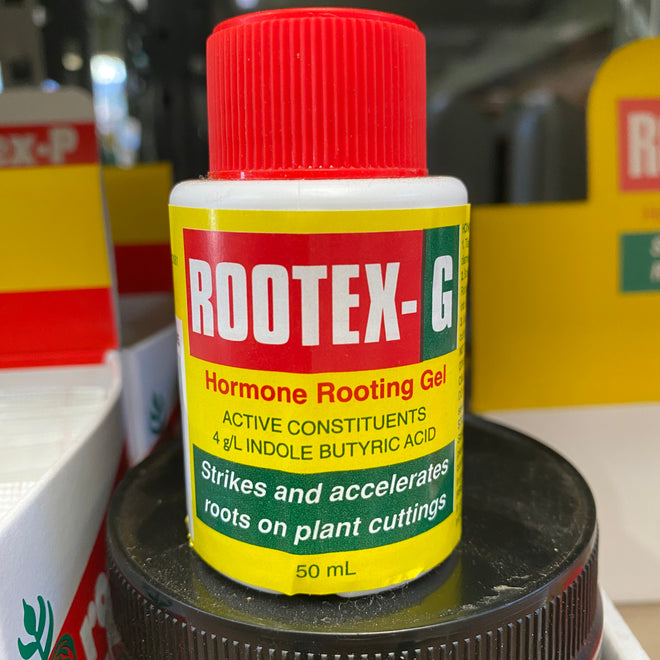 ROOTEX-G
Hormone Rooting Gel
ACTIVE CONSTITUENTS
4 g/L INDOLE BUTYRIC ACID
Strikes and accelerates
roots on plant cuttings
50 mL
ex-P